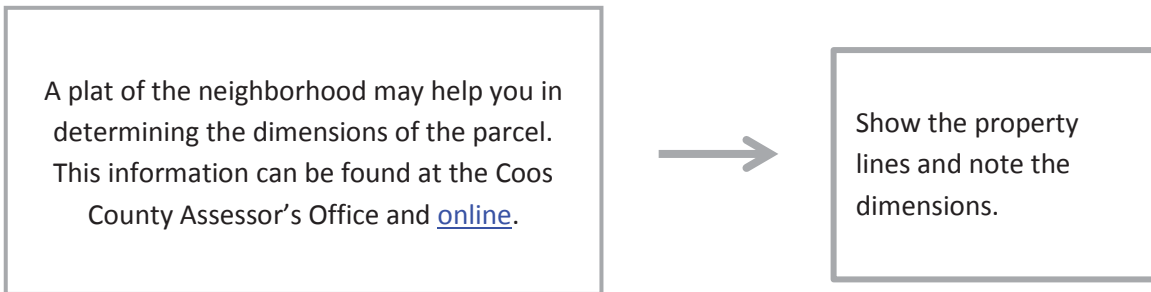 A plat of the neighborhood may help you in
determining the dimensions of the parcel.
This information can be found at the Coos
County Assessor’s Office and online.
Show the property
lines and note the
dimensions.